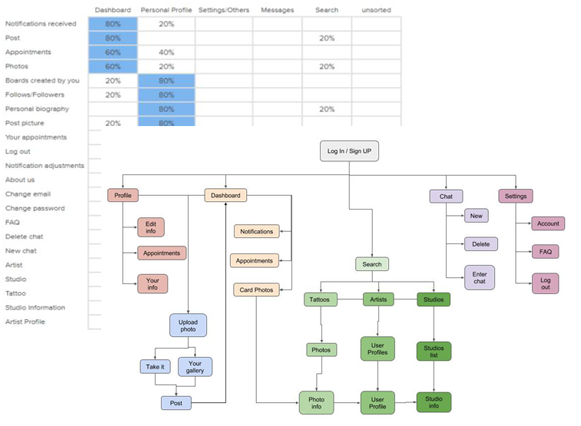 Dashboard Personal Profile Settings/Others Messages Search unsorted
Notifications received 80% 20%
Post 80% 20%
Appointments 60% 40%
Photos 60% 20% 20%
Boards created by you 20% 80%
Follows/Followers 20% 80%
Personal biography 80% 20%
Post picture 20% 80%
Your appointments
Log out
Notification adjustments
About us
Change email
Change password
FAQ
Delete chat
New chat
Artist
Studio
Tattoo
Studio Information
Artist Profile
Log In / Sign UP
Profile
Dashboard
Chat
Settings
Edit
info
Appointments
Your
info
Notifications
Appointments
Card Photos
New
Delete
Enter
chat
Account
FAQ
Log
out
Search
Tattoos
Artists
Studios
Upload
photo
Take it
Your
gallery
Post
Photos
User
Profiles
Studios
list
Photo
info
User
Profile
Studio
info